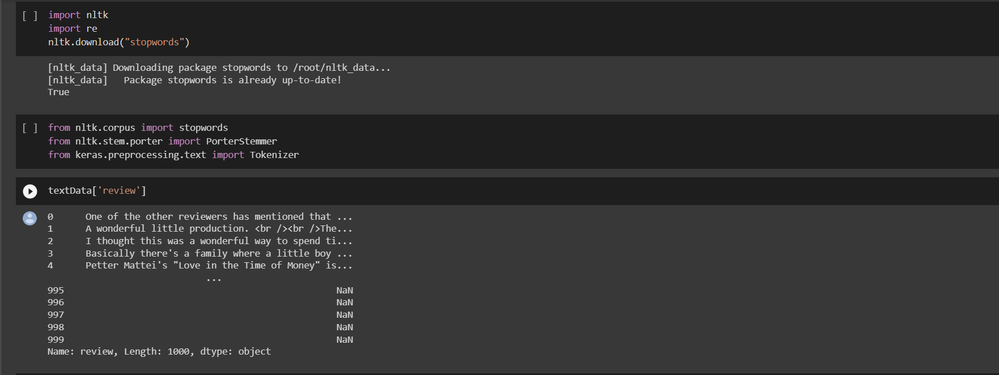 [ ] import nltk
import re
nltk.download("stopwords")
[nltk_data] Downloading package stopwords to /root/nltk_data...
[nltk_data]   Package stopwords is already up-to-date!
True
[ ] from nltk.corpus import stopwords
from nltk.stem.porter import PorterStemmer
from keras.preprocessing.text import Tokenizer
textData['review']
0      One of the other reviewers has mentioned that ...
1      A wonderful little production. <br /><br />The...
2      I thought this was a wonderful way to spend ti...
3      Basically there's a family where a little boy ...
4      Petter Mattei's "Love in the Time of Money" is...
...
995                                                  NaN
996                                                  NaN
997                                                  NaN
998                                                  NaN
999                                                  NaN
Name: review, Length: 1000, dtype: object